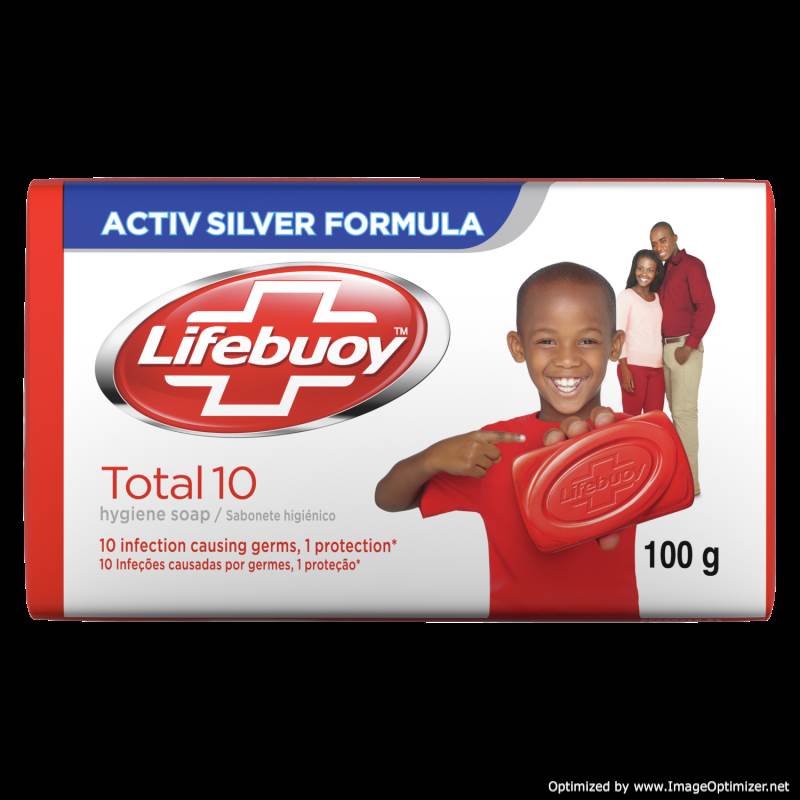 ACTIV SILVER FORMULA
Lifebuoy™
Total 10
hygiene soap / Sabonete higiénico
10 infection causing germs, 1 protection*
10 Infeções causadas por germes, 1 proteção*
Lifebuoy
100 g
Optimized by www.ImageOptimizer.net